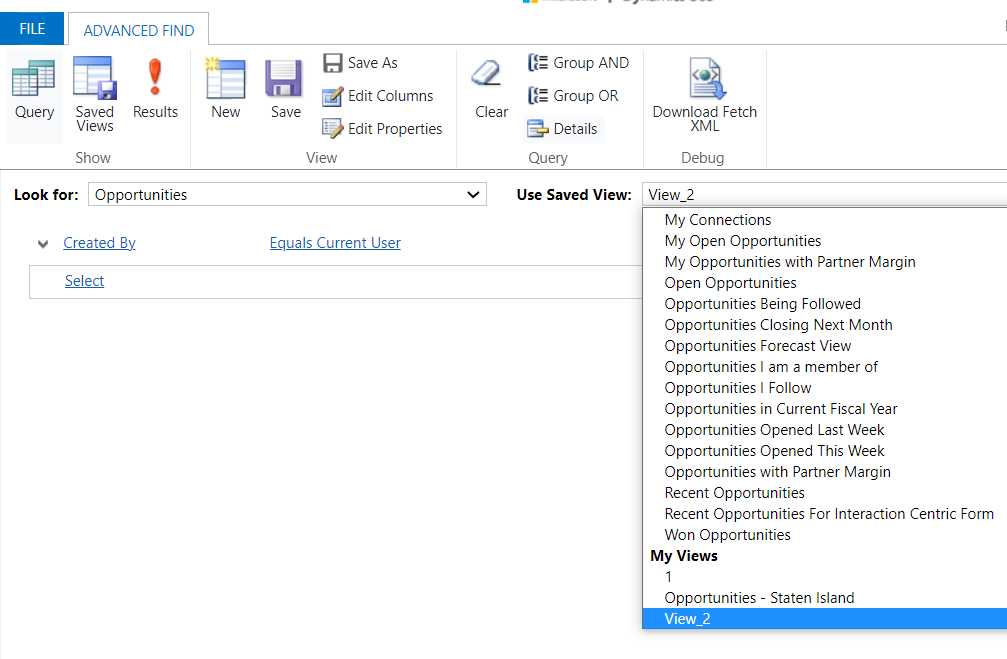 FILE
ADVANCED FIND
Query
Saved Views
Results
Show
New
Save
Save As
Edit Columns
Edit Properties
View
Clear
Group AND
Group OR
Details
Query
Download Fetch XML
Debug
Look for:
Opportunities
Use Saved View:
View_2
Created By
Equals Current User
Select
My Connections
My Open Opportunities
My Opportunities with Partner Margin
Open Opportunities
Opportunities Being Followed
Opportunities Closing Next Month
Opportunities Forecast View
Opportunities I am a member of
Opportunities I Follow
Opportunities in Current Fiscal Year
Opportunities Opened Last Week
Opportunities Opened This Week
Opportunities with Partner Margin
Recent Opportunities
Recent Opportunities For Interaction Centric Form
Won Opportunities
My Views
1
Opportunities - Staten Island
View_2